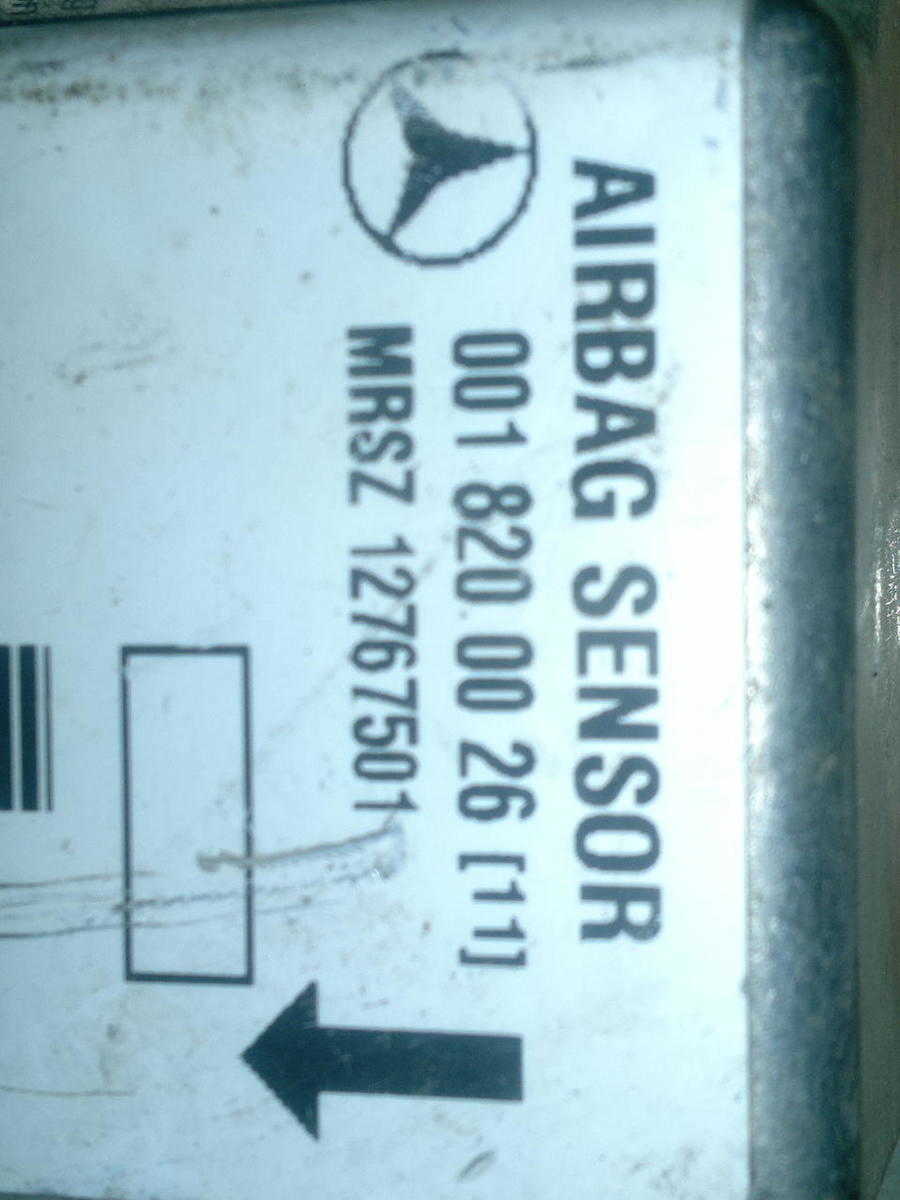 AIRBAG SENSOR
001 820 00 26 [11]
MRSZ 12767501